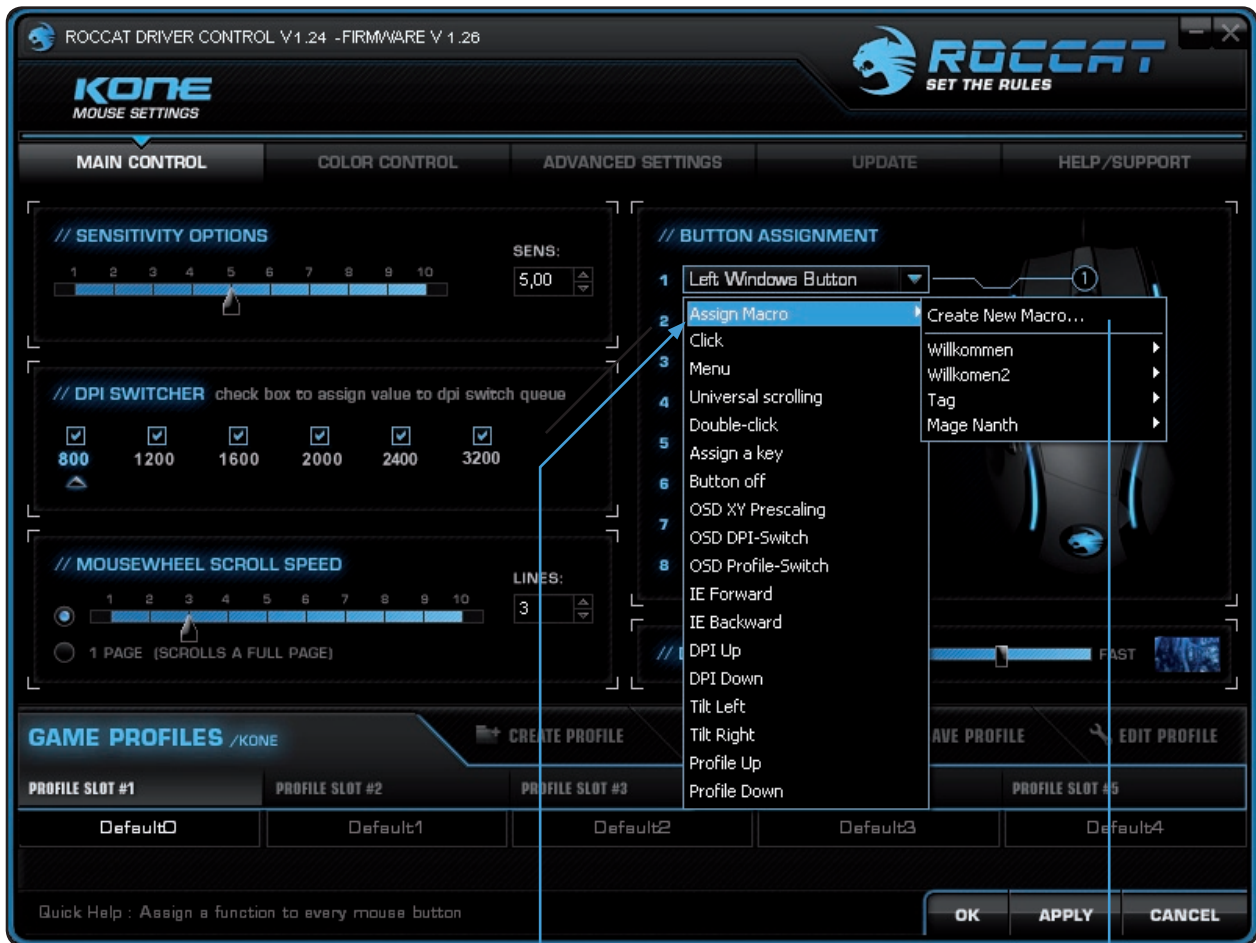 ROCCAT DRIVER CONTROL V1.24 -FIRMWARE V 1.26
ROCCAT
SET THE RULES
KONE
MOUSE SETTINGS
MAIN CONTROL
COLOR CONTROL
ADVANCED SETTINGS
UPDATE
HELP/SUPPORT
// SENSITIVITY OPTIONS
1 2 3 4 5 6 7 8 9 10
SENS:
5,00
// DPI SWITCHER check box to assign value to dpi switch queue
800 1200 1600 2000 2400 3200
// MOUSEWHEEL SCROLL SPEED
1 2 3 4 5 6 7 8 9 10
LINES:
3
1 PAGE (SCROLLS A FULL PAGE)
// BUTTON ASSIGNMENT
1 Left Windows Button
1
2
3
4
5
6
7
8
Assign Macro
Click
Menu
Universal scrolling
Double-click
Assign a key
Button off
OSD XY Prescaling
OSD DPI-Switch
OSD Profile-Switch
IE Forward
IE Backward
DPI Up
DPI Down
Tilt Left
Tilt Right
Profile Up
Profile Down
Create New Macro...
Willkommen
Willkomen2
Tag
Mage Nanth
//
FAST
GAME PROFILES /KONE
CREATE PROFILE
PROFILE
EDIT PROFILE
PROFILE SLOT #1
PROFILE SLOT #2
PROFILE SLOT #3
PROFILE SLOT #5
Default0
Default1
Default2
Default3
Default4
Quick Help : Assign a function to every mouse button
OK
APPLY
CANCEL